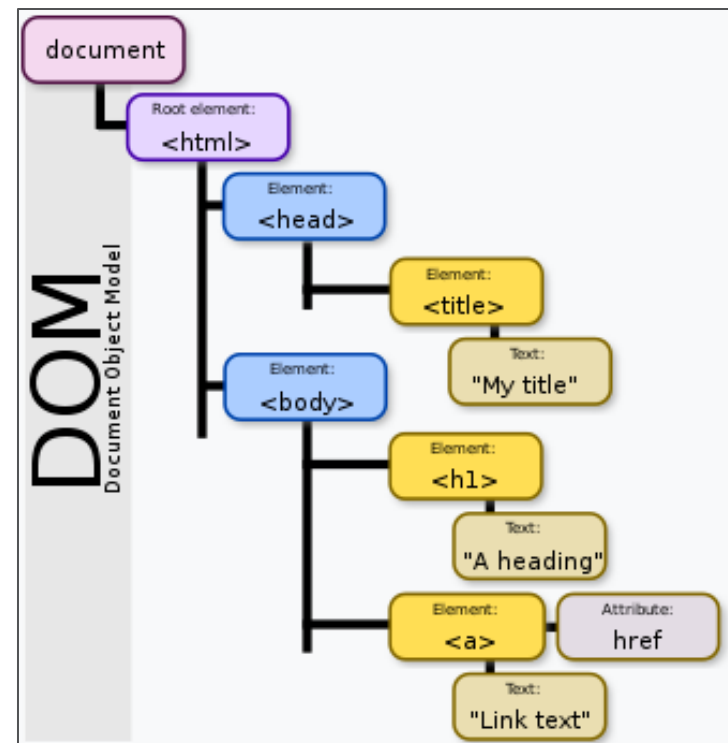 document
Root element:
<html>
Element:
<head>
Element:
<title>
Text:
"My title"
Element:
<body>
Element:
<h1>
Text:
"A heading"
Element:
<a>
Attribute:
href
Text:
"Link text"
DOM
Document Object Model